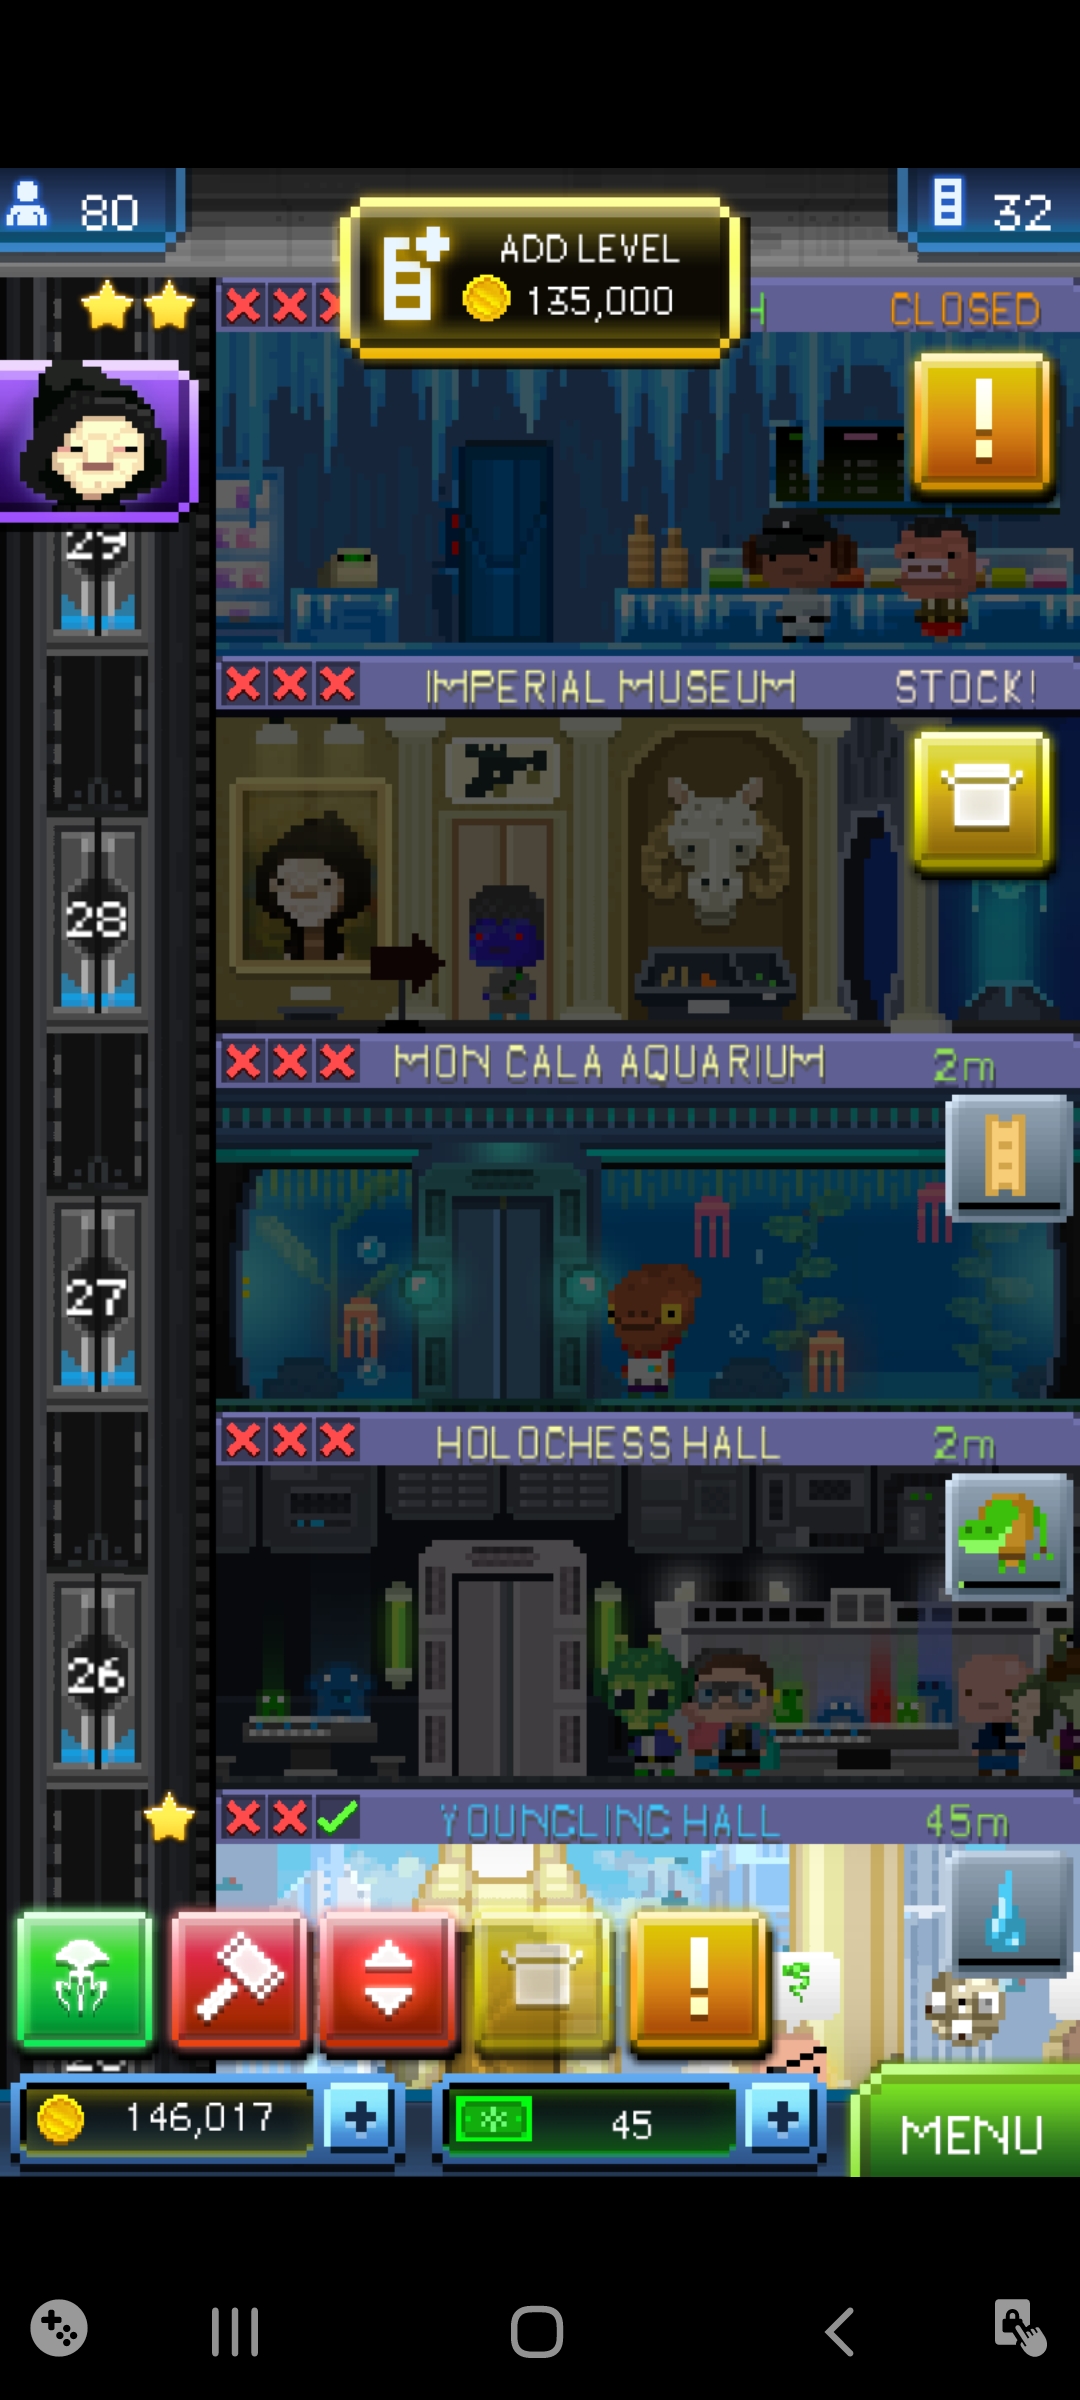 80
ADD LEVEL
135,000
32
H
CLOSED
29
IMPERIAL MUSEUM
STOCK!
28
MON CALA AQUARIUM
2m
27
HOLOCHESS HALL
2m
26
YOUNGLING HALL
45m
146,017
45
MENU